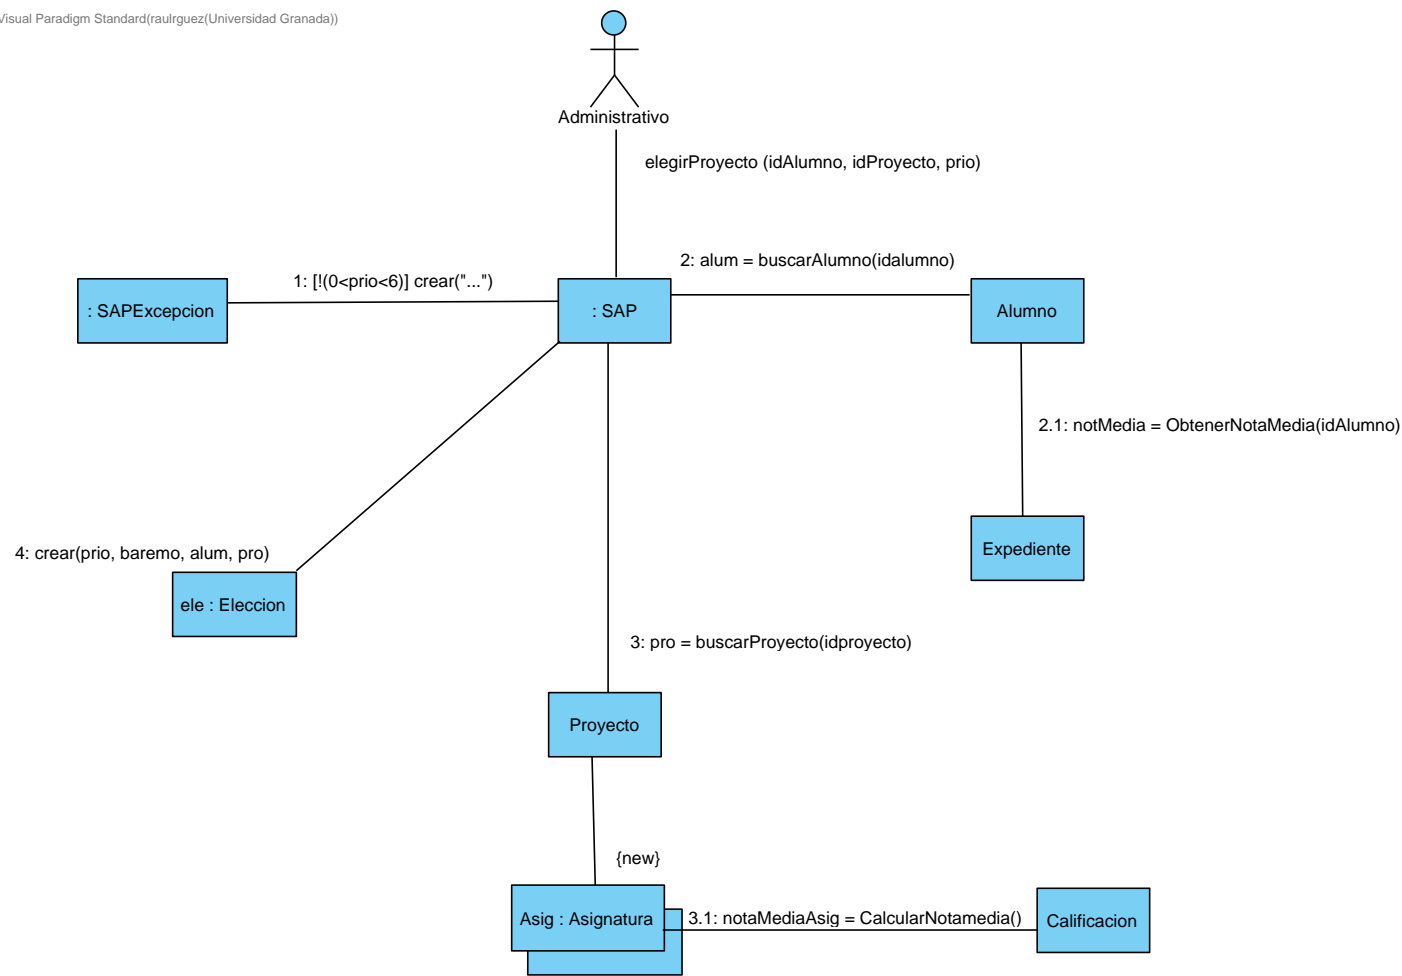 Visual Paradigm Standard(raulrguez(Universidad Granada))
Administrativo
elegirProyecto (idAlumno, idProyecto, prio)
2: alum = buscarAlumno(idalumno)
1: [!(0<prio<6)] crear("...")
: SAPExcepcion
: SAP
Alumno
2.1: notMedia = ObtenerNotaMedia(idAlumno)
Expediente
4: crear(prio, baremo, alum, pro)
ele : Eleccion
3: pro = buscarProyecto(idproyecto)
Proyecto
{new}
Asig : Asignatura
3.1: notaMediaAsig = CalcularNotamedia()
Calificacion